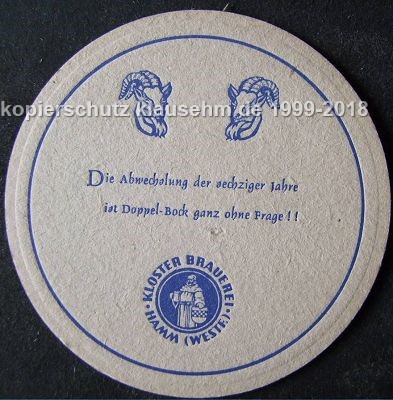 kopierschutz klausehm.de 1999-2018
Die Abwechslung der sechziger Jahre
ist Doppel-Bock ganz ohne Frage!!
KLOSTER BRAUEREI
HAMM (WESTF.)